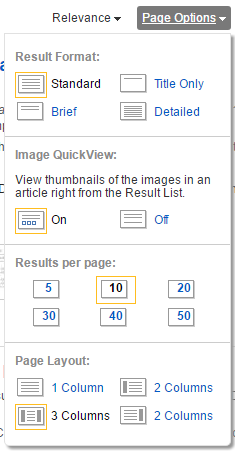 Relevance Page Options
Result Format:
Standard Title Only
Brief Detailed
Image QuickView:
View thumbnails of the images in an
article right from the Result List.
On Off
Results per page:
5 10 20
30 40 50
Page Layout:
1 Column 2 Columns
3 Columns 2 Columns